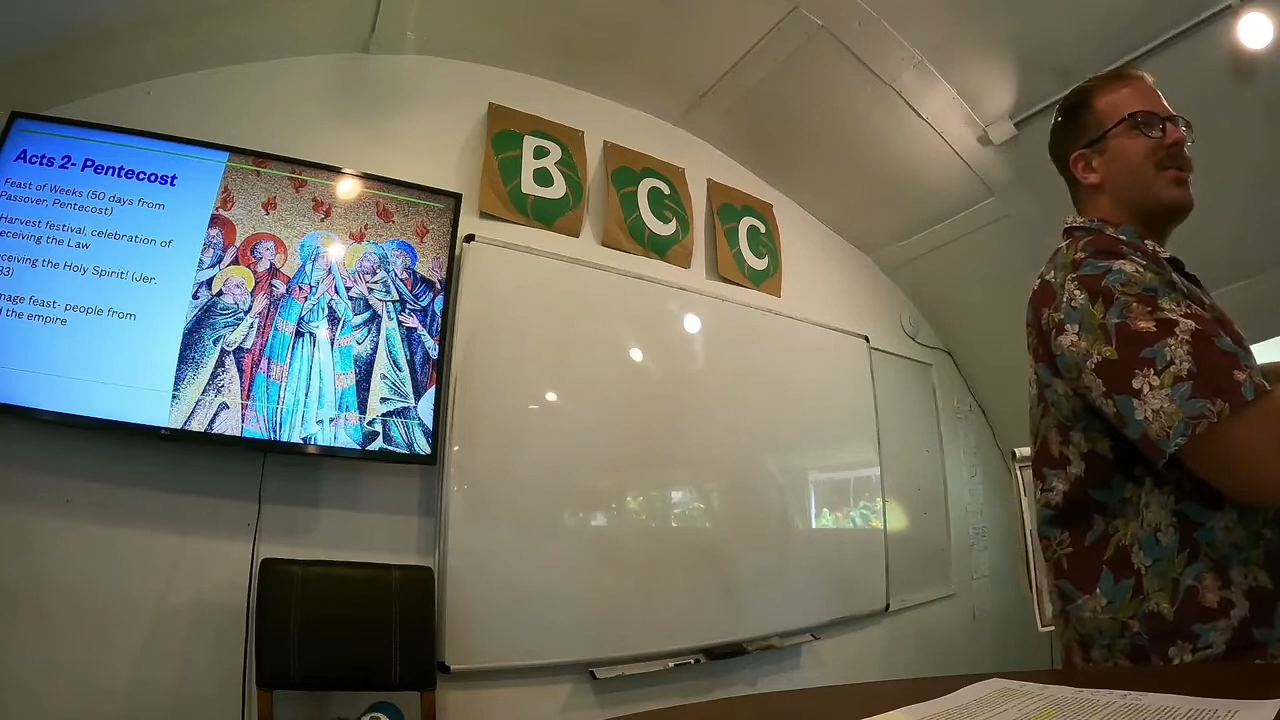 Acts 2- Pentecost
Feast of Weeks (50 days from
Passover, Pentecost)
Harvest festival, celebration of
eceiving the Law
ceiving the Holy Spirit! (Jer.
33)
mage feast- people from
d the empire
B C C
LG